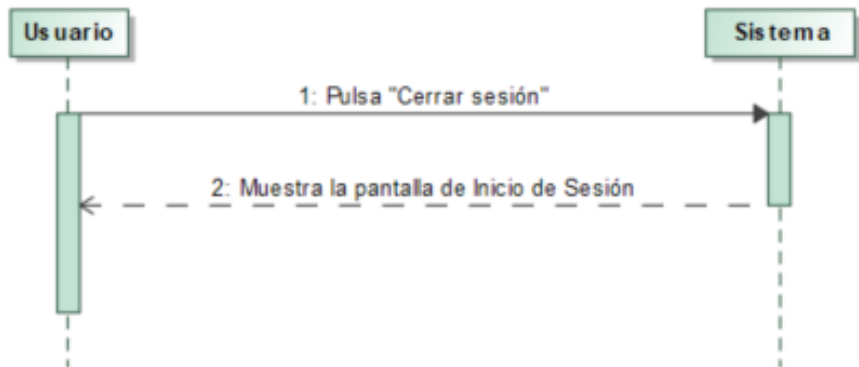 Usuario
Sistema
1: Pulsa "Cerrar sesión"
2: Muestra la pantalla de Inicio de Sesión